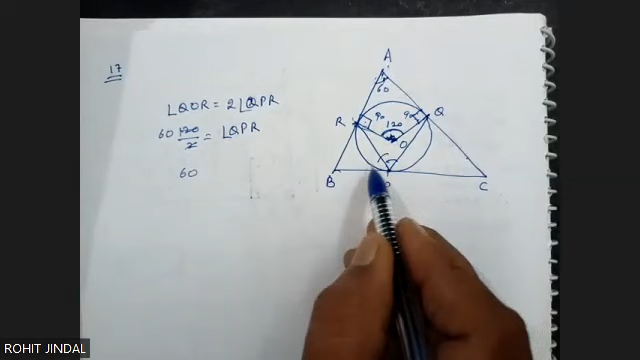 17
∠QOR = 2∠QPR
60 120/2 = ∠QPR
60
A
60
R
90
120
90
Q
O
B
C
ROHIT JINDAL